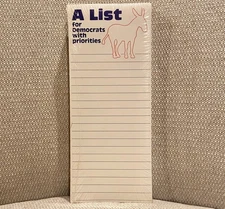 A List
for
Democrats
with
priorities